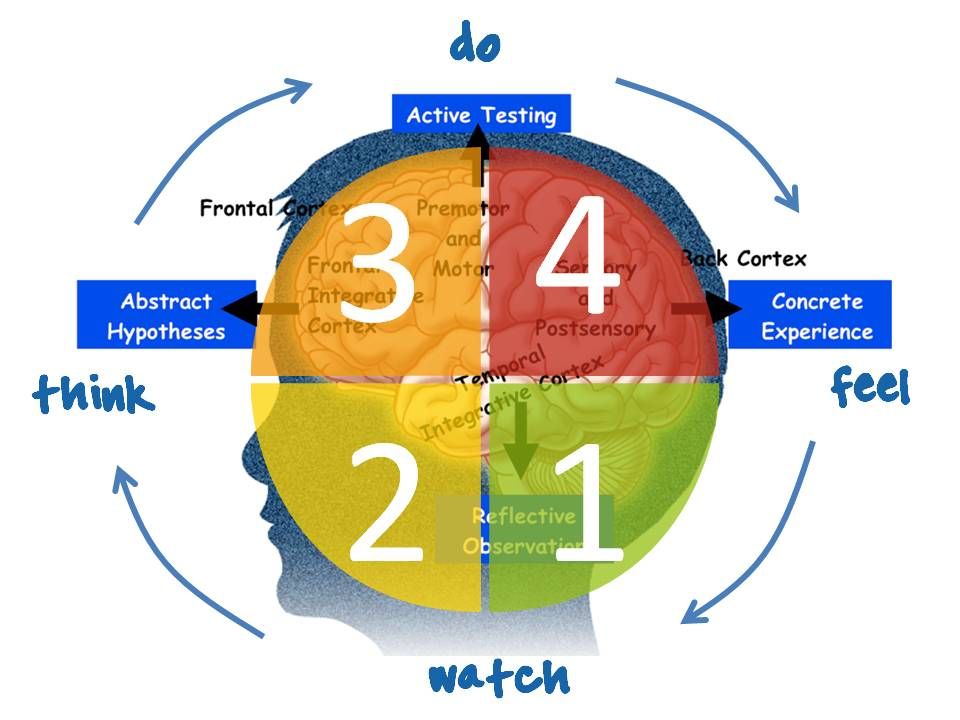 do
Active Testing
Frontal Cortex
Premotor
and
Motor
3
4
Back Cortex
Frontal
Integrative
Cortex
Sensory
and
Postsensory
Abstract
Hypotheses
Concrete
Experience
think
feel
Temporal
Integrative Cortex
2
1
Reflective
Observation
watch